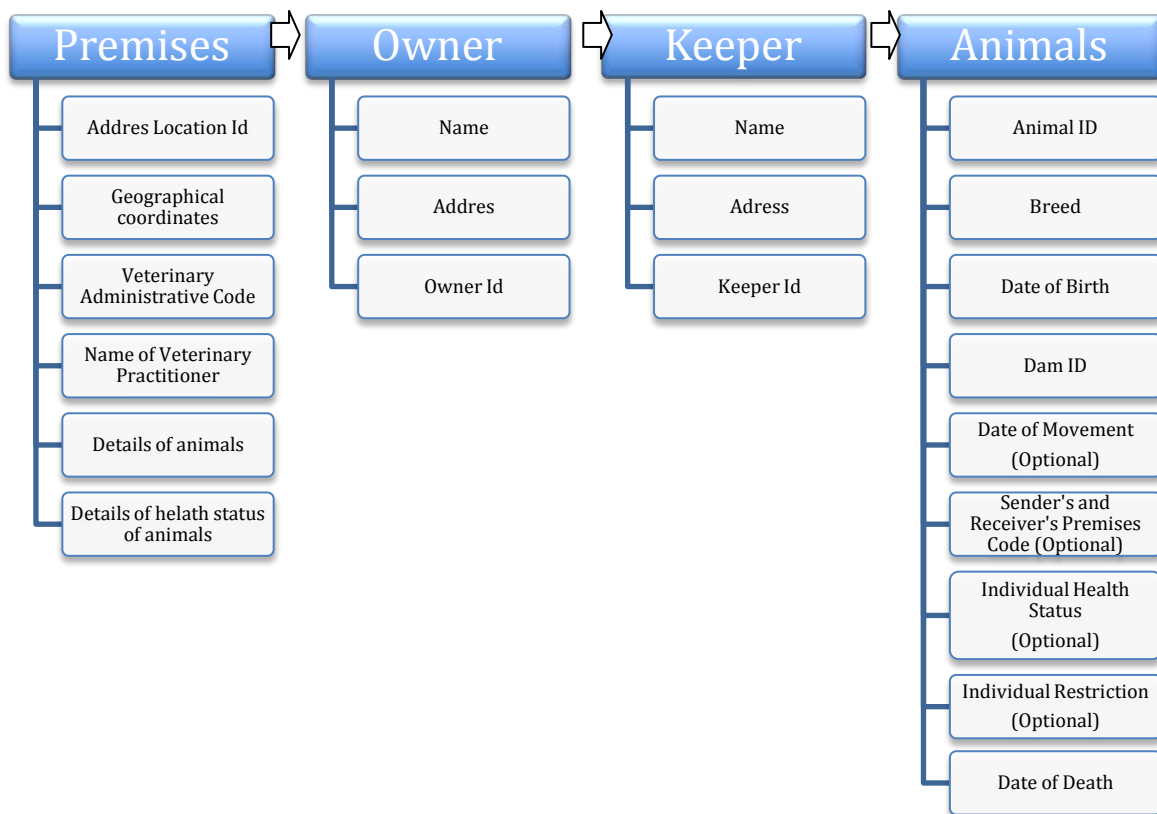 Premises
Addres Location Id
Geographical
coordinates
Veterinary
Administrative Code
Name of Veterinary
Practitioner
Details of animals
Details of helath status
of animals
Owner
Name
Addres
Owner Id
Keeper
Name
Adress
Keeper Id
Animals
Animal ID
Breed
Date of Birth
Dam ID
Date of Movement
(Optional)
Sender's and
Receiver's Premises
Code (Optional)
Individual Health
Status
(Optional)
Individual Restriction
(Optional)
Date of Death